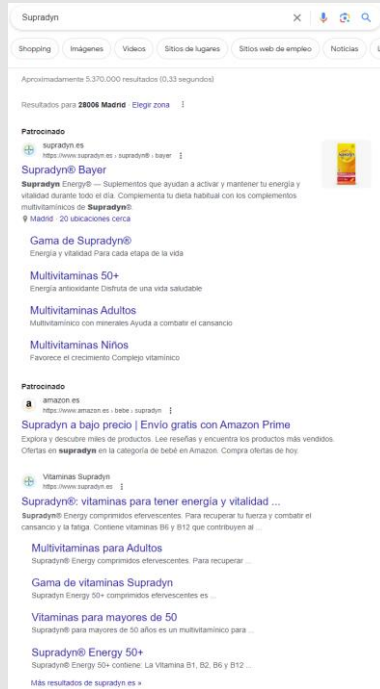 Supradyn
Shopping Imágenes Vídeos Sitios de lugares Sitios web de empleo Noticias
Aproximadamente 5.370.000 resultados (0,33 segundos)
Resultados para 28006 Madrid · Elegir zona
Patrocinado
supradyn.es
https://www.supradyn.es › supradyn® › bayer
Supradyn® Bayer
Supradyn Energy® — Suplementos que ayudan a activar y mantener tu energía y
vitalidad durante todo el día. Complementa tu dieta habitual con los complementos
multivitamínicos de Supradyn®.
Madrid · 20 ubicaciones cerca
Gama de Supradyn®
Energía y vitalidad Para cada etapa de la vida
Multivitaminas 50+
Energía antioxidante Disfruta de una vida saludable
Multivitaminas Adultos
Multivitamínico con minerales Ayuda a combatir el cansancio
Multivitaminas Niños
Favorece el crecimiento Complejo vitamínico
Patrocinado
amazon.es
https://www.amazon.es › bebe › supradyn
Supradyn a bajo precio | Envío gratis con Amazon Prime
Explora y descubre miles de productos. Lee reseñas y encuentra los productos más vendidos.
Ofertas en supradyn en la categoría de bebé en Amazon. Compra ofertas de hoy.
Vitaminas Supradyn
https://www.supradyn.es
Supradyn®: vitaminas para tener energía y vitalidad ...
Supradyn® Energy comprimidos efervescentes. Para recuperar tu fuerza y combatir el
cansancio y la fatiga. Contiene vitaminas B6 y B12 que contribuyen al ...
Multivitaminas para Adultos
Supradyn® Energy comprimidos efervescentes. Para recuperar ...
Gama de vitaminas Supradyn
Supradyn Energy 50+ comprimidos efervescentes es ...
Vitaminas para mayores de 50
Supradyn® para mayores de 50 años es un multivitamínico para ...
Supradyn® Energy 50+
Supradyn® Energy 50+ contiene: La Vitamina B1, B2, B6 y B12 ...
Más resultados de supradyn.es »